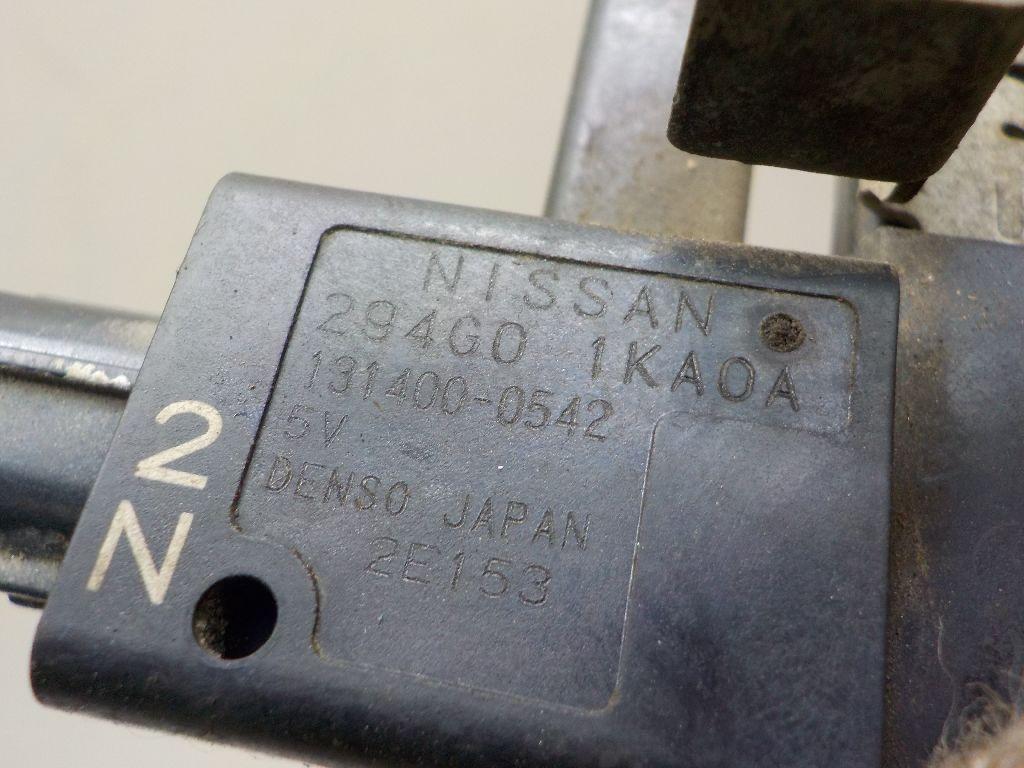 NISSAN
294G0 1KA0A
131400-0542
5V
DENSO JAPAN
2E153
2
N